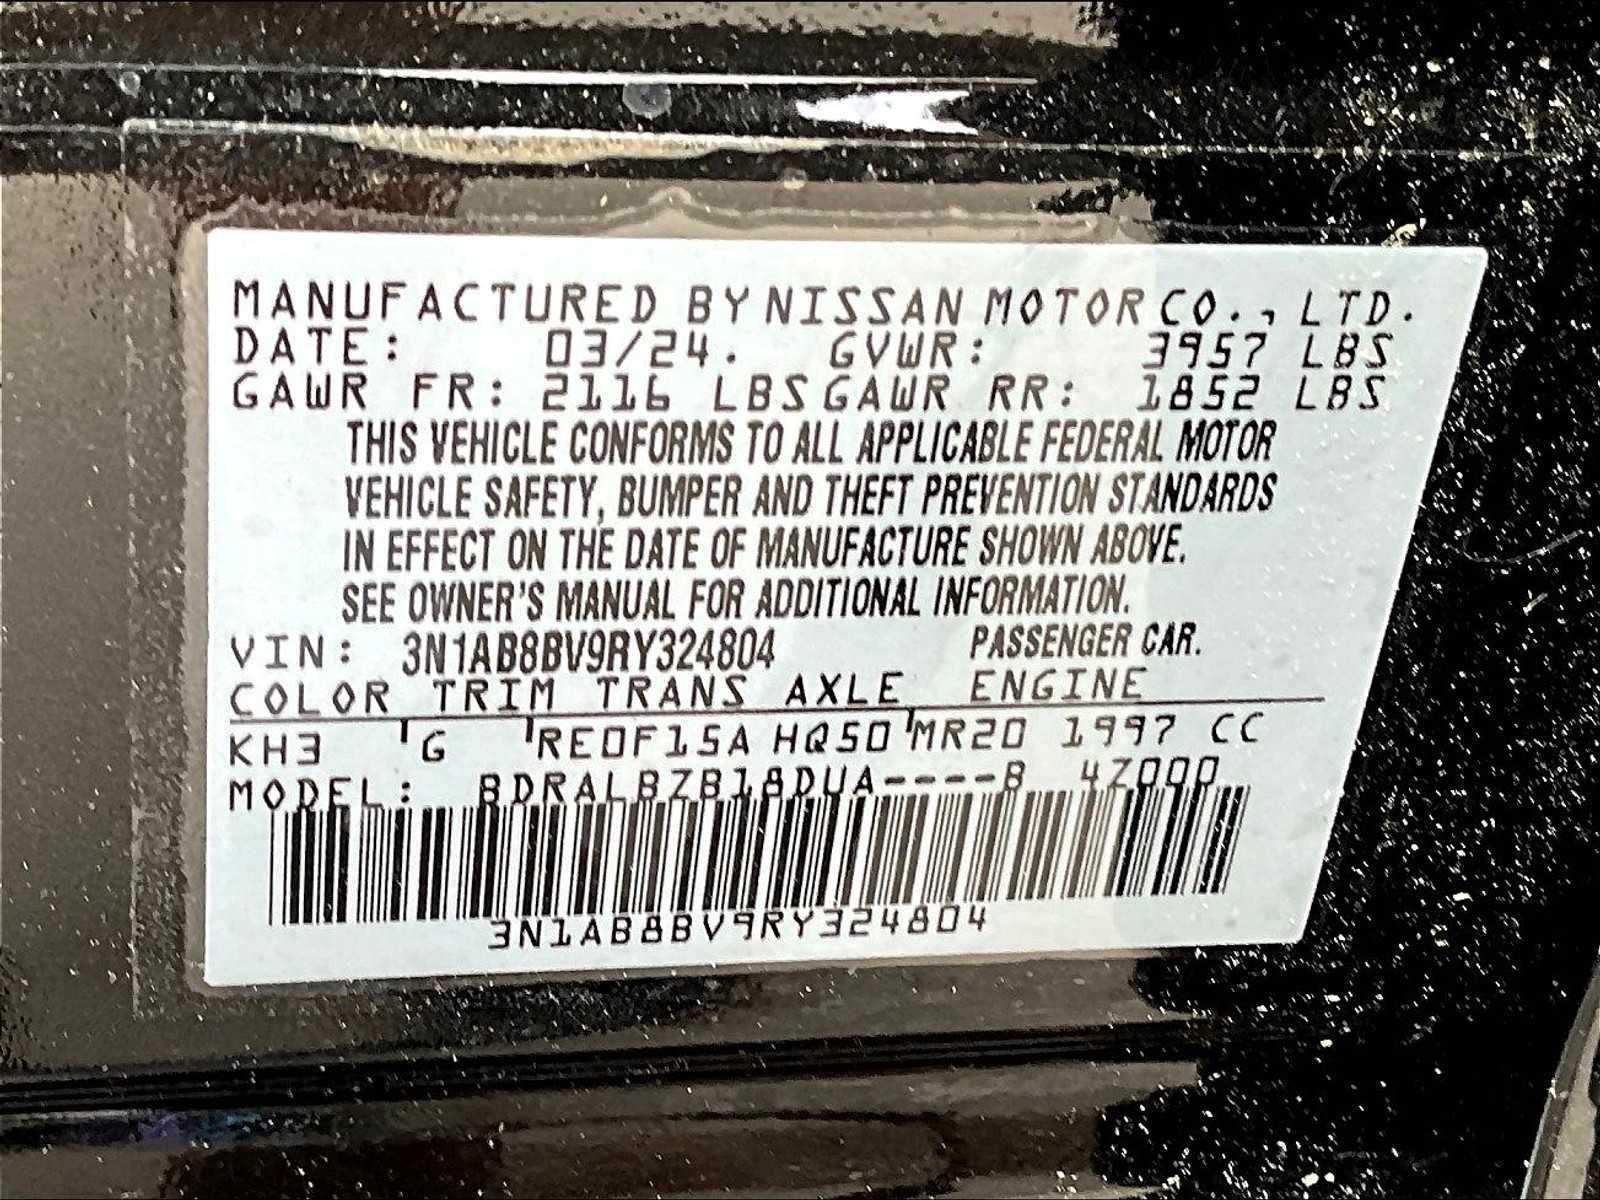 MANUFACTURED BY NISSAN MOTOR CO., LTD.
DATE: 03/24. GVWR: 3957 LBS
GAWR FR: 2116 LBS GAWR RR: 1852 LBS
THIS VEHICLE CONFORMS TO ALL APPLICABLE FEDERAL MOTOR
VEHICLE SAFETY, BUMPER AND THEFT PREVENTION STANDARDS
IN EFFECT ON THE DATE OF MANUFACTURE SHOWN ABOVE.
SEE OWNER'S MANUAL FOR ADDITIONAL INFORMATION.
VIN: 3N1AB8BV9RY324804 PASSENGER CAR.
COLOR TRIM TRANS AXLE ENGINE
KH3 G RE0F15A HQ50 MR20 1997 CC
MODEL: BDRALBZB18DUA----B 4Z000
3N1AB8BV9RY324804